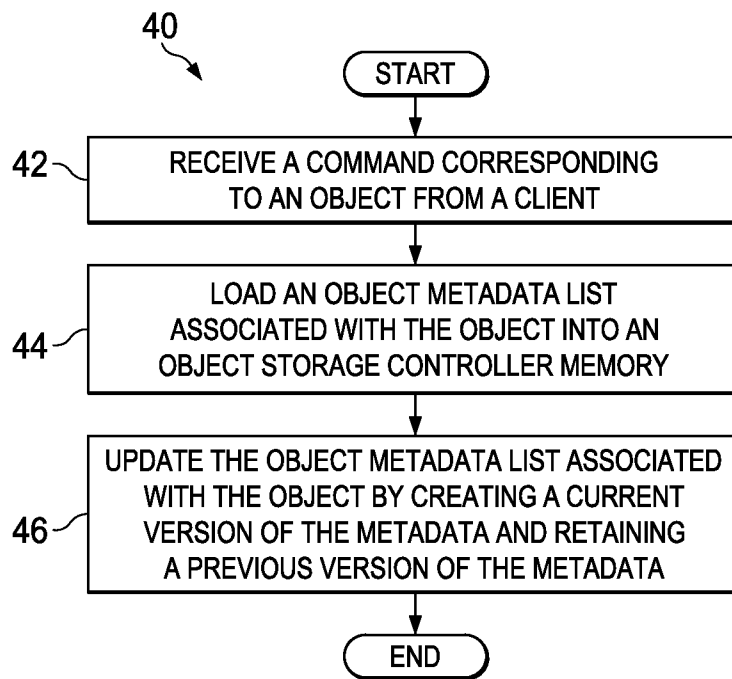 40
START
42
RECEIVE A COMMAND CORRESPONDING
TO AN OBJECT FROM A CLIENT
44
LOAD AN OBJECT METADATA LIST
ASSOCIATED WITH THE OBJECT INTO AN
OBJECT STORAGE CONTROLLER MEMORY
46
UPDATE THE OBJECT METADATA LIST ASSOCIATED
WITH THE OBJECT BY CREATING A CURRENT
VERSION OF THE METADATA AND RETAINING
A PREVIOUS VERSION OF THE METADATA
END